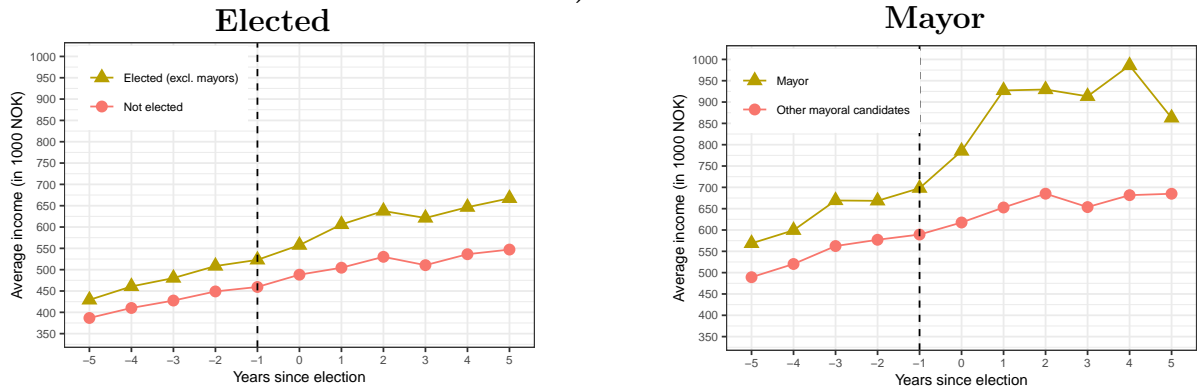 Elected
Average income (in 1000 NOK)
1000
950
900
850
800
750
700
650
600
550
500
450
400
350
Elected (excl. mayors)
Not elected
−5 −4 −3 −2 −1 0 1 2 3 4 5
Years since election
Mayor
Average income (in 1000 NOK)
1000
950
900
850
800
750
700
650
600
550
500
450
400
350
Mayor
Other mayoral candidates
−5 −4 −3 −2 −1 0 1 2 3 4 5
Years since election